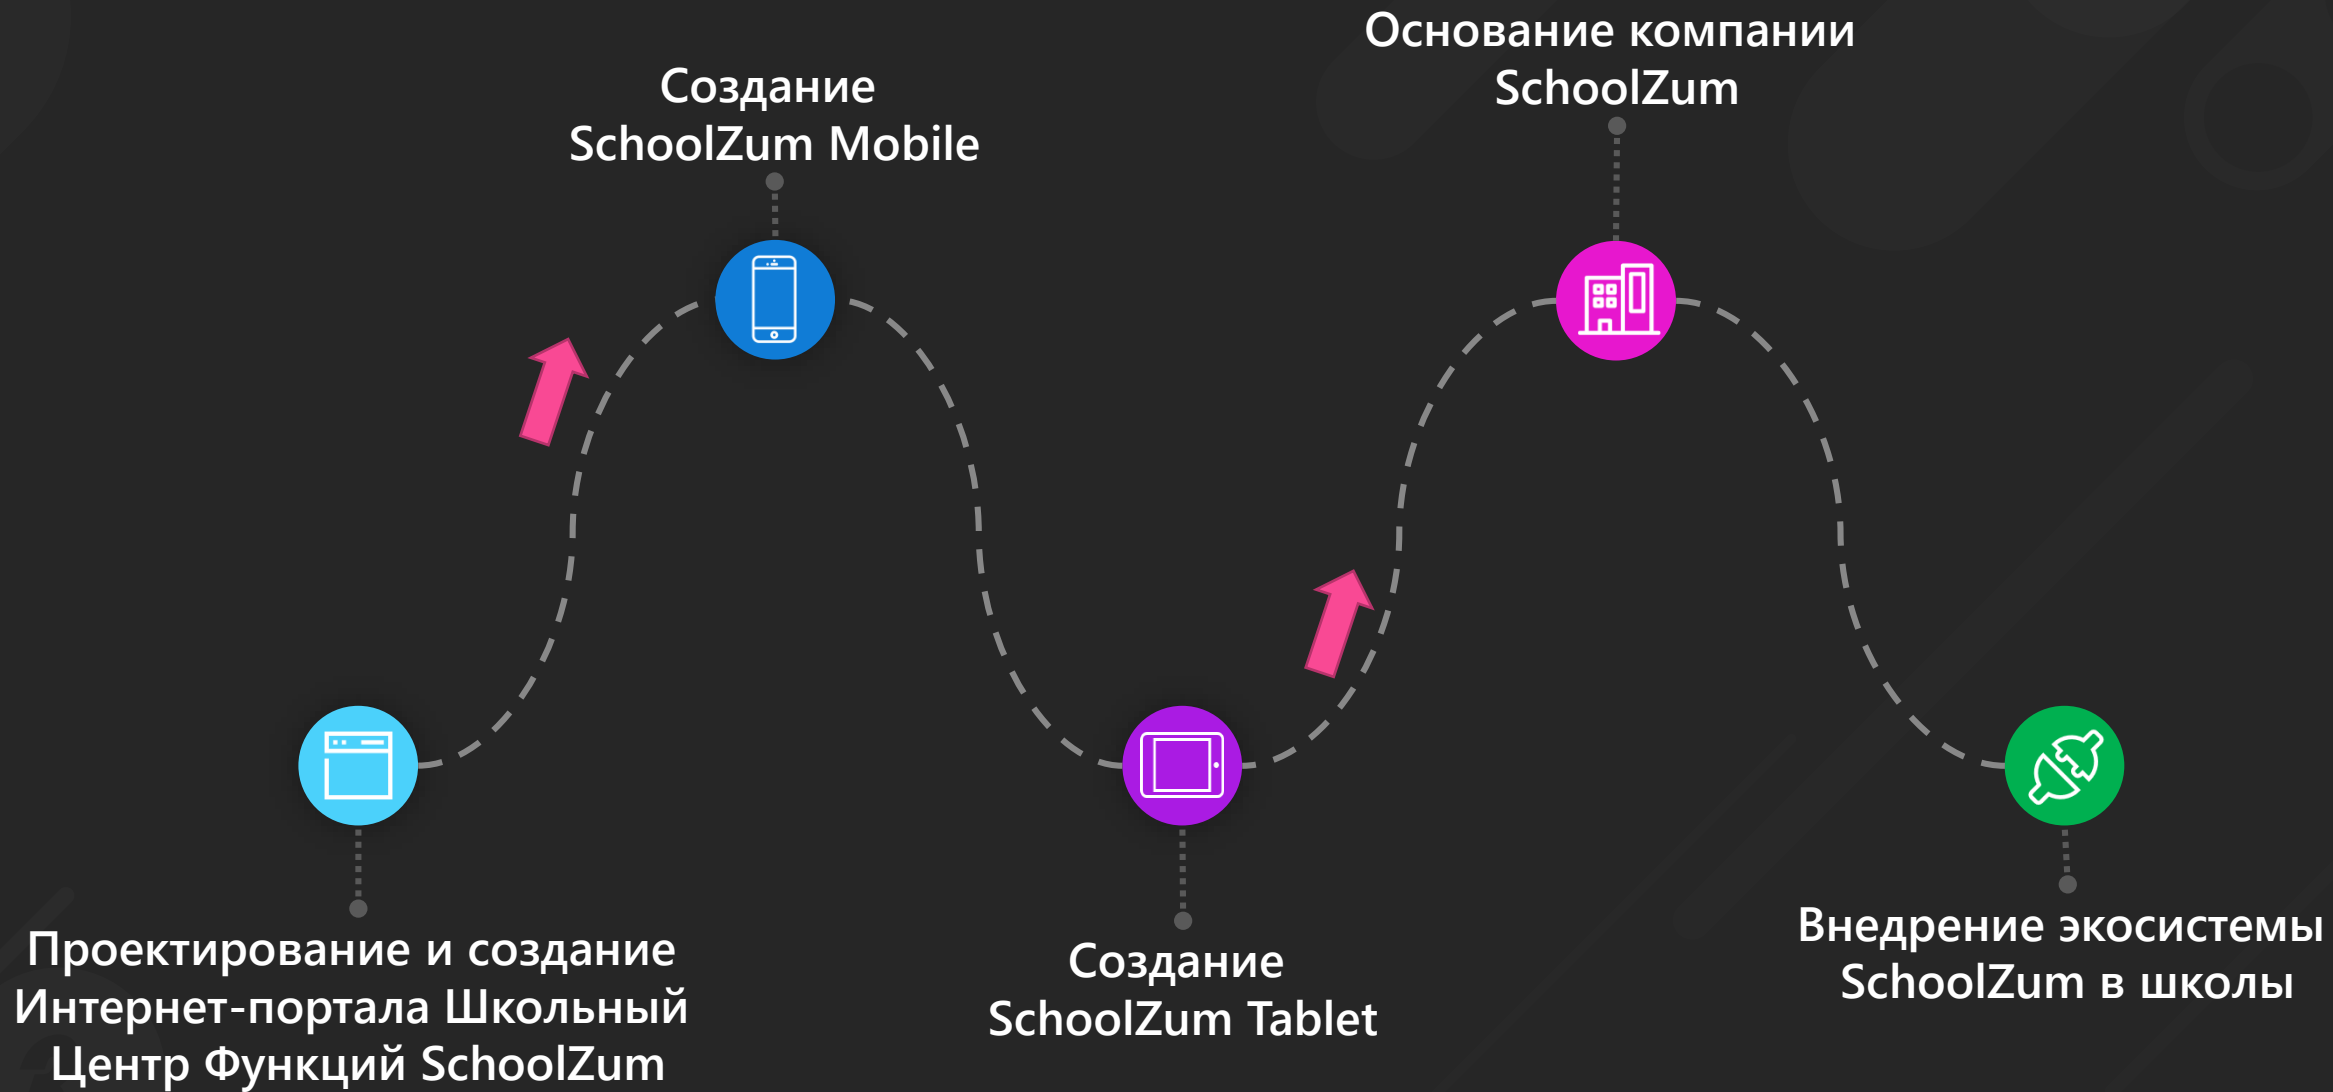 Проектирование и создание
Интернет-портала Школьный
Центр Функций SchoolZum
Создание
SchoolZum Mobile
Создание
SchoolZum Tablet
Основание компании
SchoolZum
Внедрение экосистемы
SchoolZum в школы